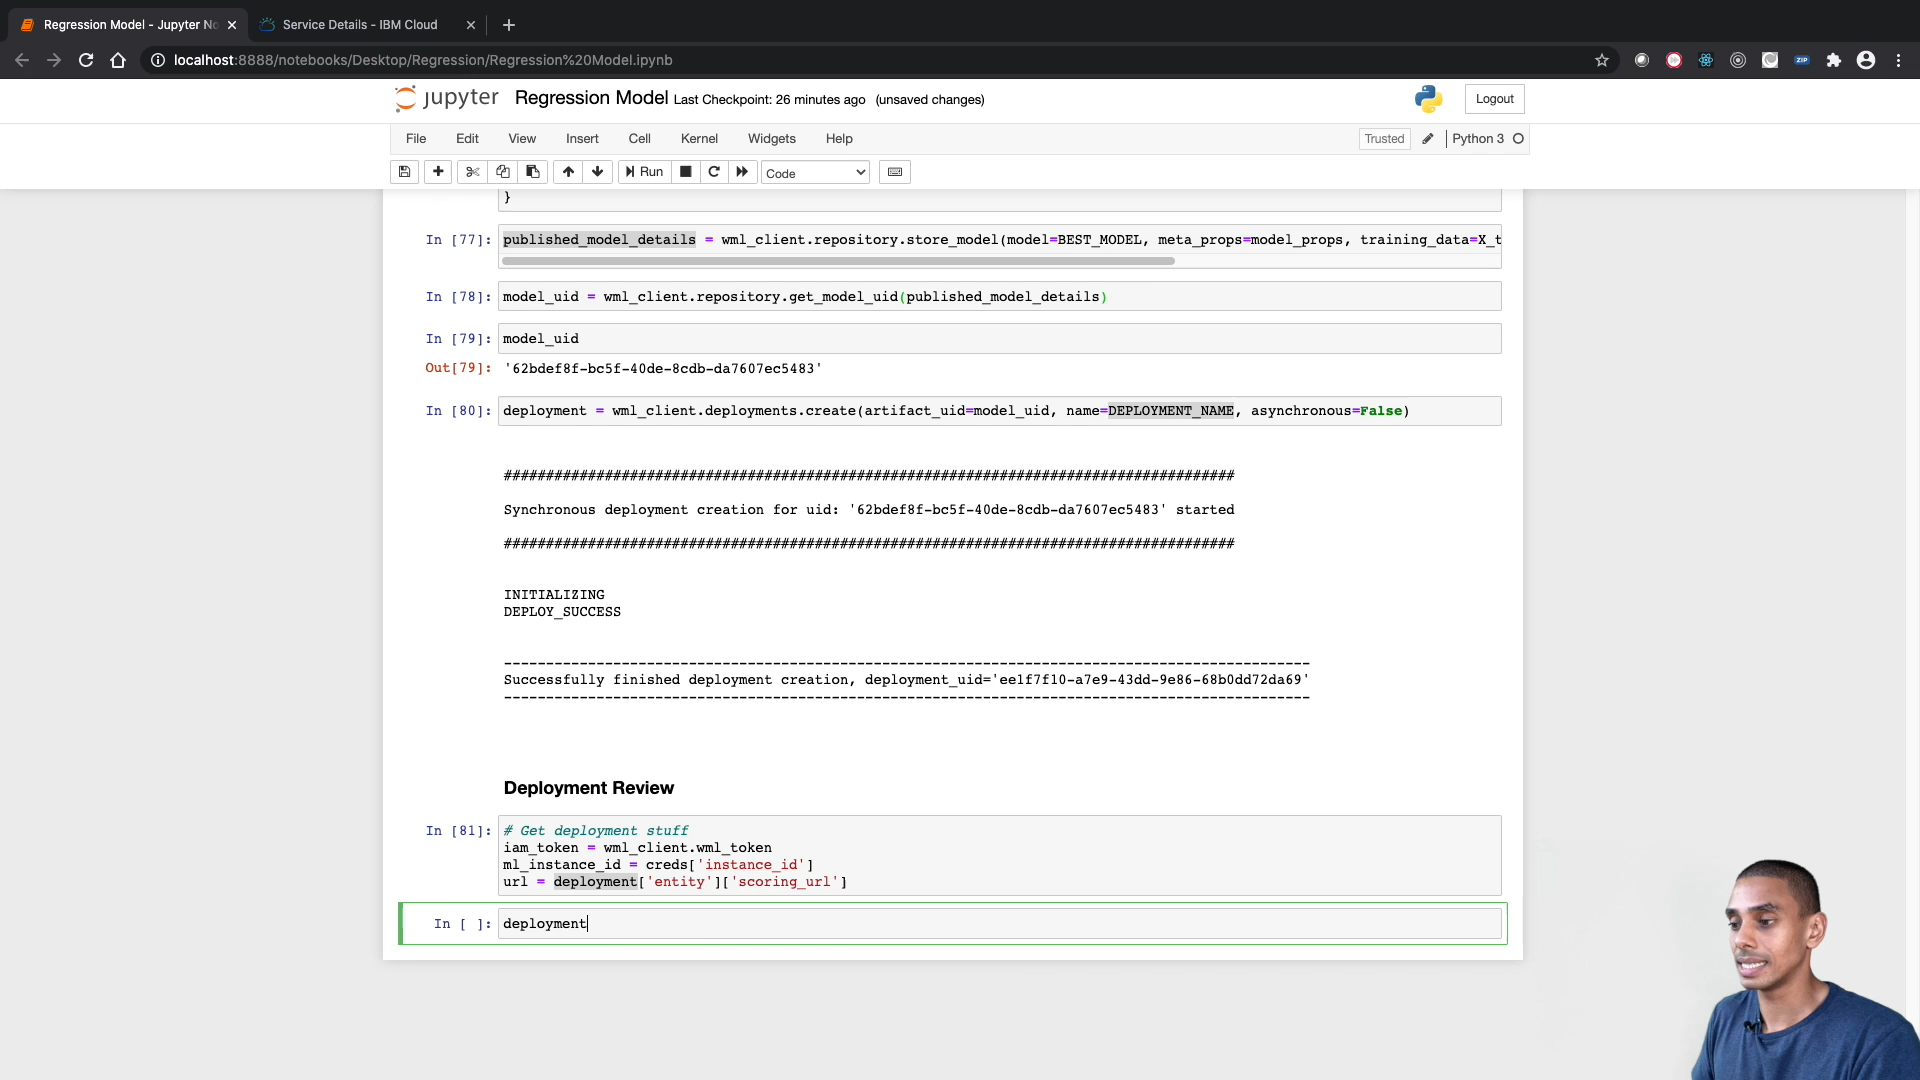 Regression Model - Jupyter No
Service Details - IBM Cloud
localhost:8888/notebooks/Desktop/Regression/Regression%20Model.ipynb
ZIP
jupyter Regression Model Last Checkpoint: 26 minutes ago (unsaved changes)
Logout
File Edit View Insert Cell Kernel Widgets Help
Trusted
Python 3
Run
Code
}
In [77]: published_model_details = wml_client.repository.store_model(model=BEST_MODEL, meta_props=model_props, training_data=X_t
In [78]: model_uid = wml_client.repository.get_model_uid(published_model_details)
In [79]: model_uid
Out[79]: '62bdef8f-bc5f-40de-8cdb-da7607ec5483'
In [80]: deployment = wml_client.deployments.create(artifact_uid=model_uid, name=DEPLOYMENT_NAME, asynchronous=False)
#######################################################################################
Synchronous deployment creation for uid: '62bdef8f-bc5f-40de-8cdb-da7607ec5483' started
#######################################################################################
INITIALIZING
DEPLOY_SUCCESS
------------------------------------------------------------------------------------------------
Successfully finished deployment creation, deployment_uid='ee1f7f10-a7e9-43dd-9e86-68b0dd72da69'
------------------------------------------------------------------------------------------------
Deployment Review
In [81]: # Get deployment stuff
iam_token = wml_client.wml_token
ml_instance_id = creds['instance_id']
url = deployment['entity']['scoring_url']
In [ ]: deployment